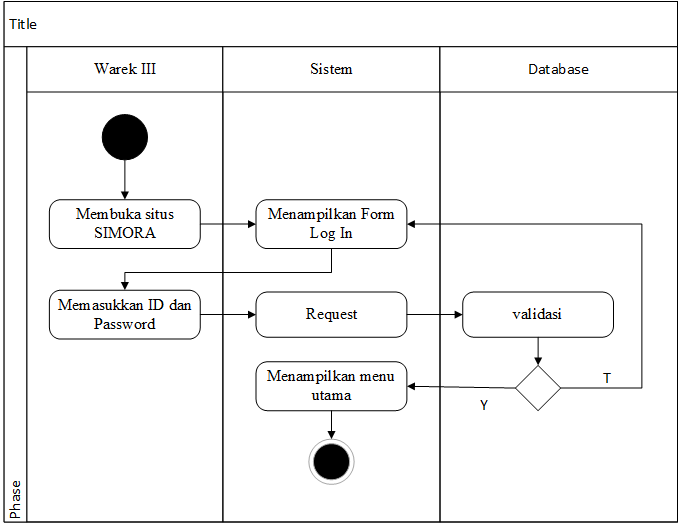 Title
Warek III
Sistem
Database
Membuka situs
SIMORA
Menampilkan Form
Log In
Memasukkan ID dan
Password
Request
validasi
Menampilkan menu
utama
Y
T
Phase